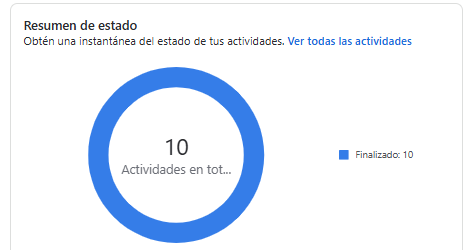 Resumen de estado
Obtén una instantánea del estado de tus actividades. Ver todas las actividades
10
Actividades en tot...
Finalizado: 10